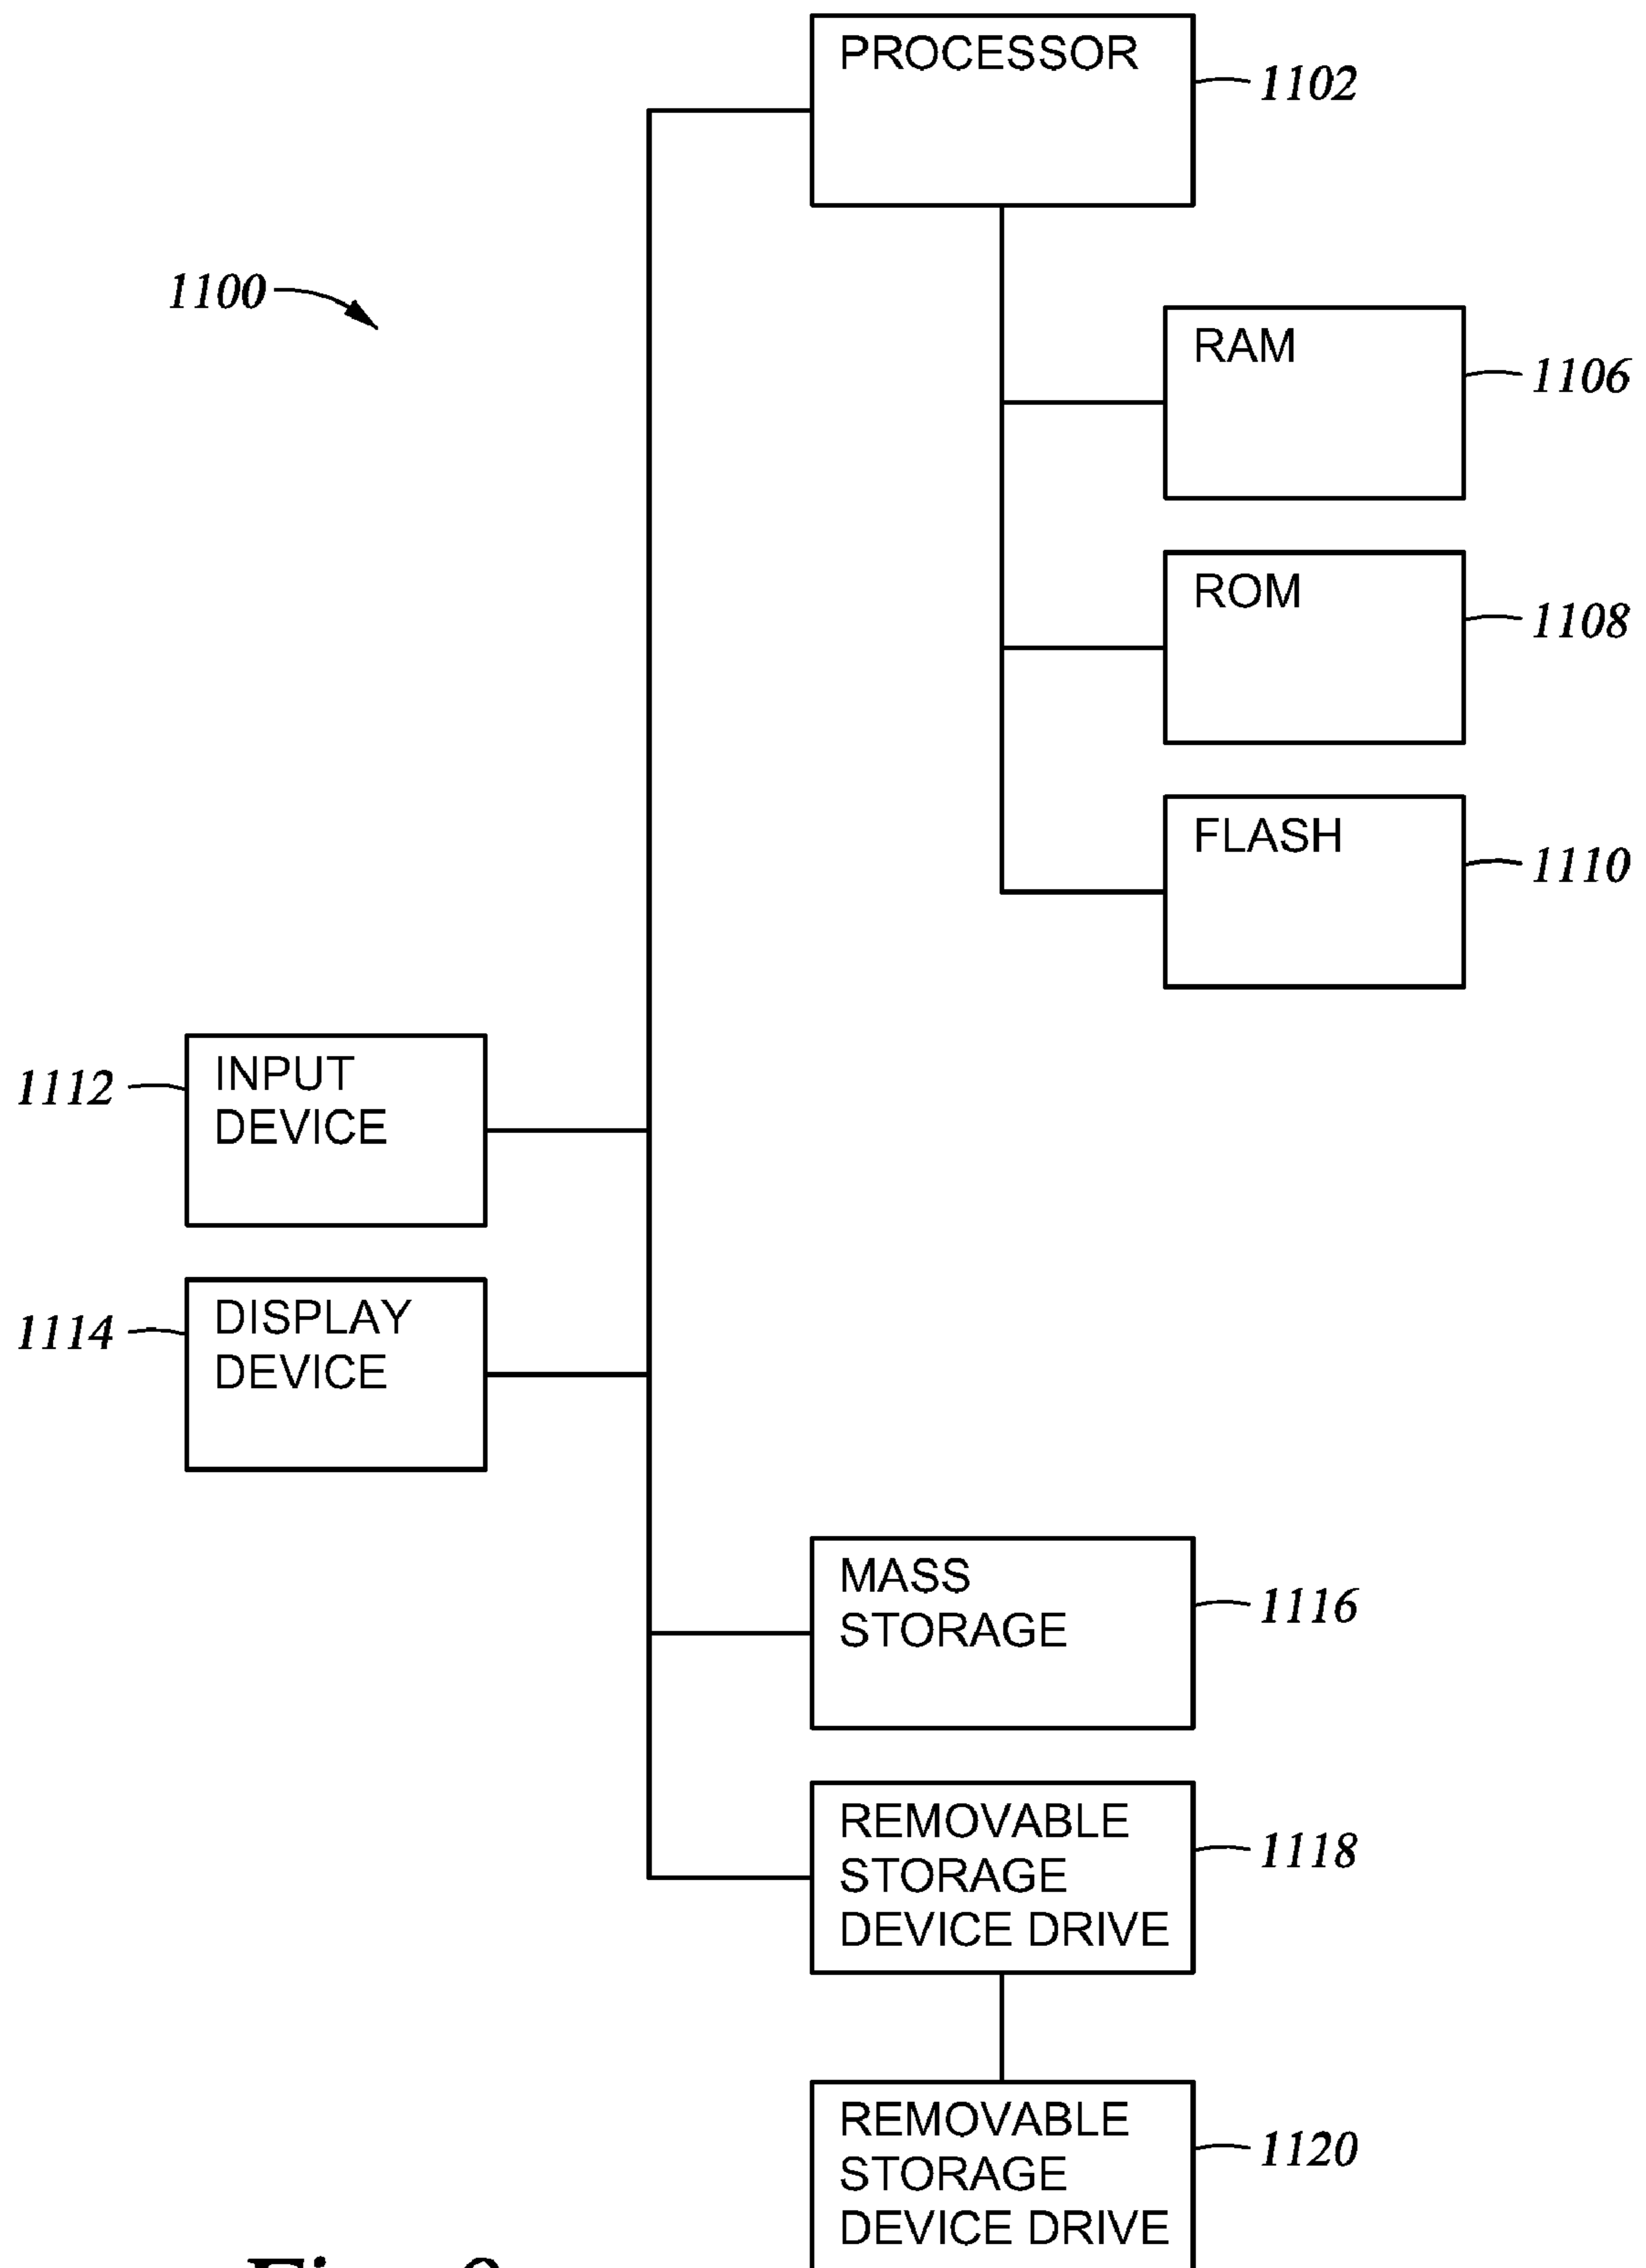 PROCESSOR
1102
1100
RAM
1106
ROM
1108
FLASH
1110
1112
INPUT
DEVICE
1114
DISPLAY
DEVICE
MASS
STORAGE
1116
REMOVABLE
STORAGE
DEVICE DRIVE
1118
REMOVABLE
STORAGE
DEVICE DRIVE
1120